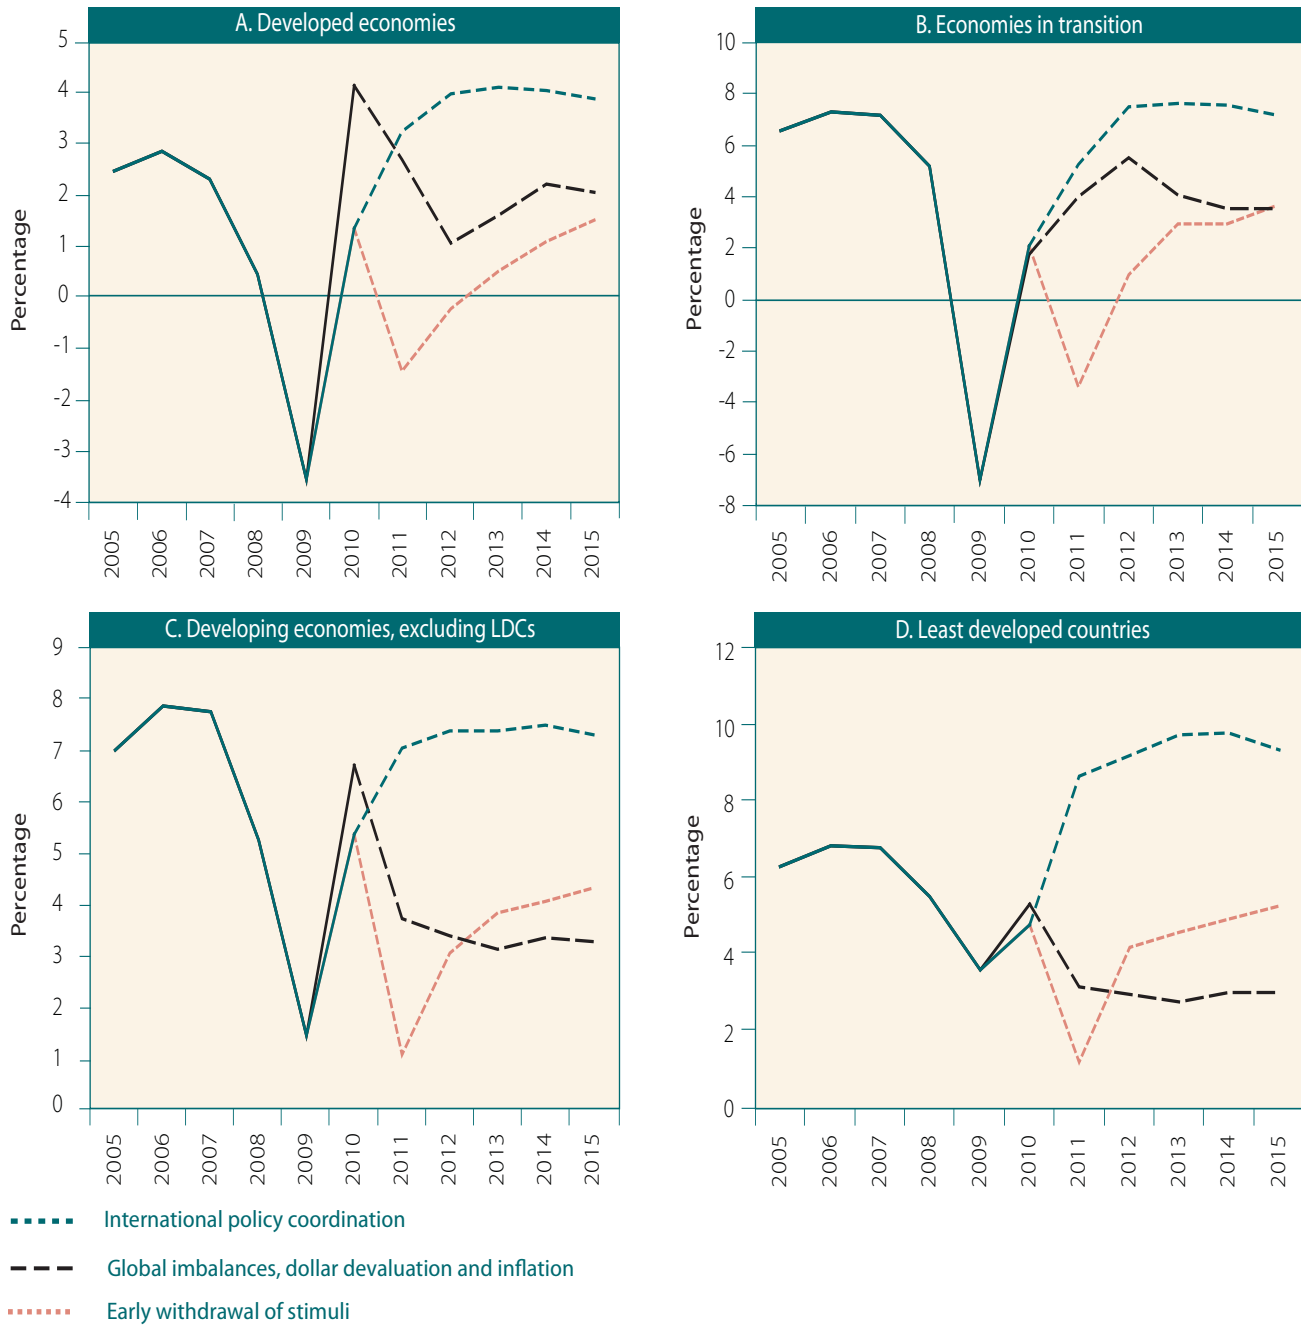 A. Developed economies
5
4
3
2
1
0
-1
-2
-3
-4
Percentage
2005 2006 2007 2008 2009 2010 2011 2012 2013 2014 2015
B. Economies in transition
10
8
6
4
2
0
-2
-4
-6
-8
Percentage
2005 2006 2007 2008 2009 2010 2011 2012 2013 2014 2015
C. Developing economies, excluding LDCs
9
8
7
6
5
4
3
2
1
0
Percentage
2005 2006 2007 2008 2009 2010 2011 2012 2013 2014 2015
D. Least developed countries
12
10
8
6
4
2
0
Percentage
2005 2006 2007 2008 2009 2010 2011 2012 2013 2014 2015
International policy coordination
Global imbalances, dollar devaluation and inflation
Early withdrawal of stimuli